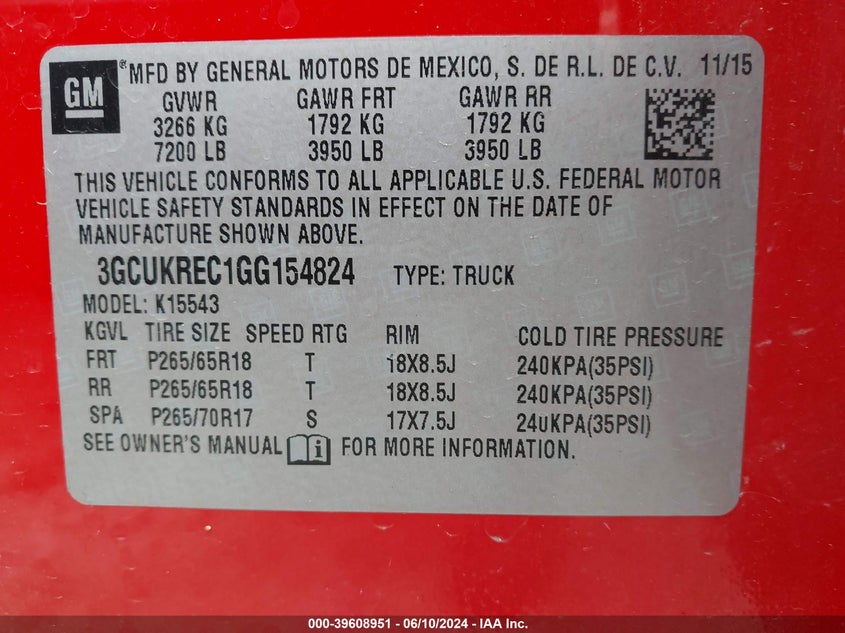 GM ®MFD BY GENERAL MOTORS DE MEXICO, S. DE R.L. DE C.V. 11/15
GVWR GAWR FRT GAWR RR
3266 KG 1792 KG 1792 KG
7200 LB 3950 LB 3950 LB
THIS VEHICLE CONFORMS TO ALL APPLICABLE U.S. FEDERAL MOTOR
VEHICLE SAFETY STANDARDS IN EFFECT ON THE DATE OF
MANUFACTURE SHOWN ABOVE.
3GCUKREC1GG154824 TYPE: TRUCK
MODEL: K15543
KGVL TIRE SIZE SPEED RTG RIM COLD TIRE PRESSURE
FRT P265/65R18 T 18X8.5J 240KPA(35PSI)
RR P265/65R18 T 18X8.5J 240KPA(35PSI)
SPA P265/70R17 S 17X7.5J 240KPA(35PSI)
SEE OWNER'S MANUAL FOR MORE INFORMATION.
000-39608951 - 06/10/2024 - IAA Inc.